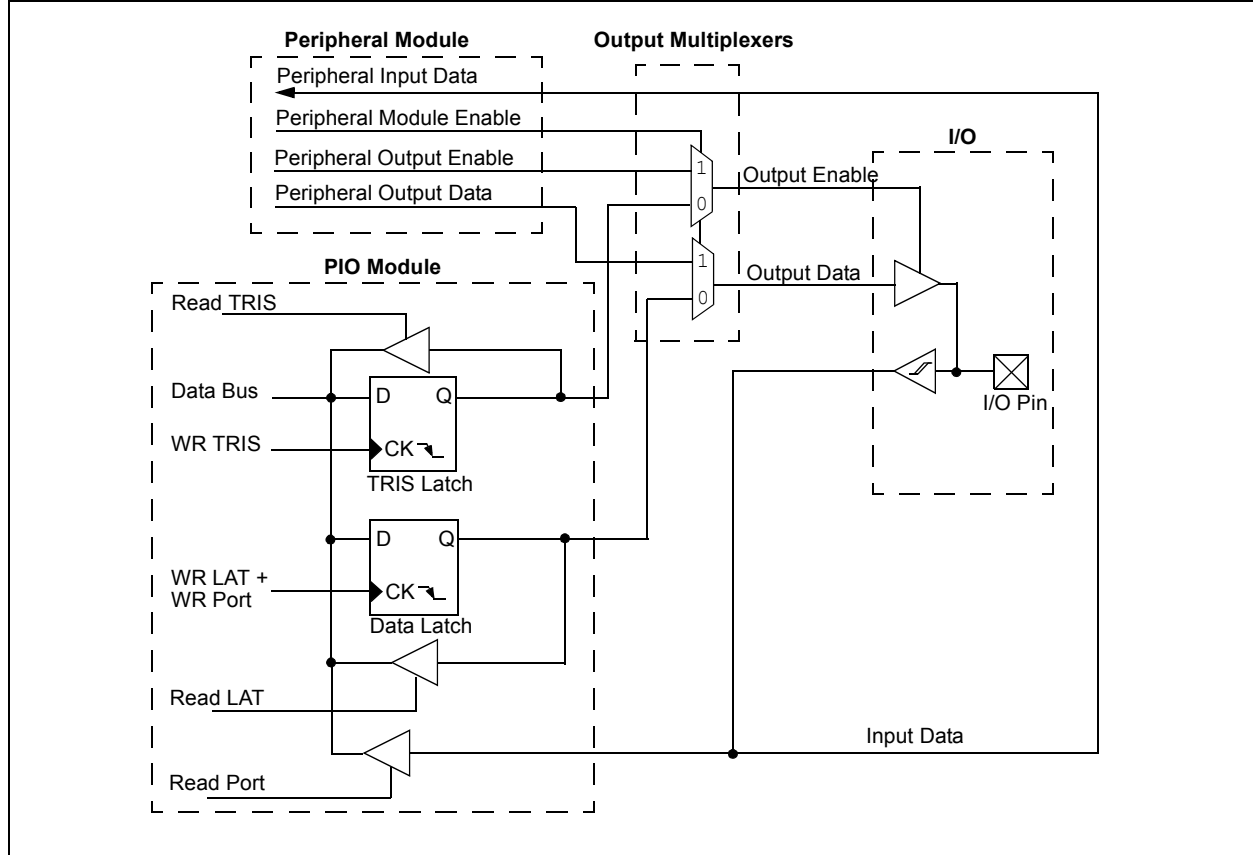 Peripheral Module
Output Multiplexers
Peripheral Input Data
Peripheral Module Enable
Peripheral Output Enable
Peripheral Output Data
1
0
Output Enable
I/O
1
0
Output Data
I/O Pin
PIO Module
Read TRIS
Data Bus
D Q
WR TRIS
CK
TRIS Latch
D Q
WR LAT +
WR Port
CK
Data Latch
Read LAT
Input Data
Read Port